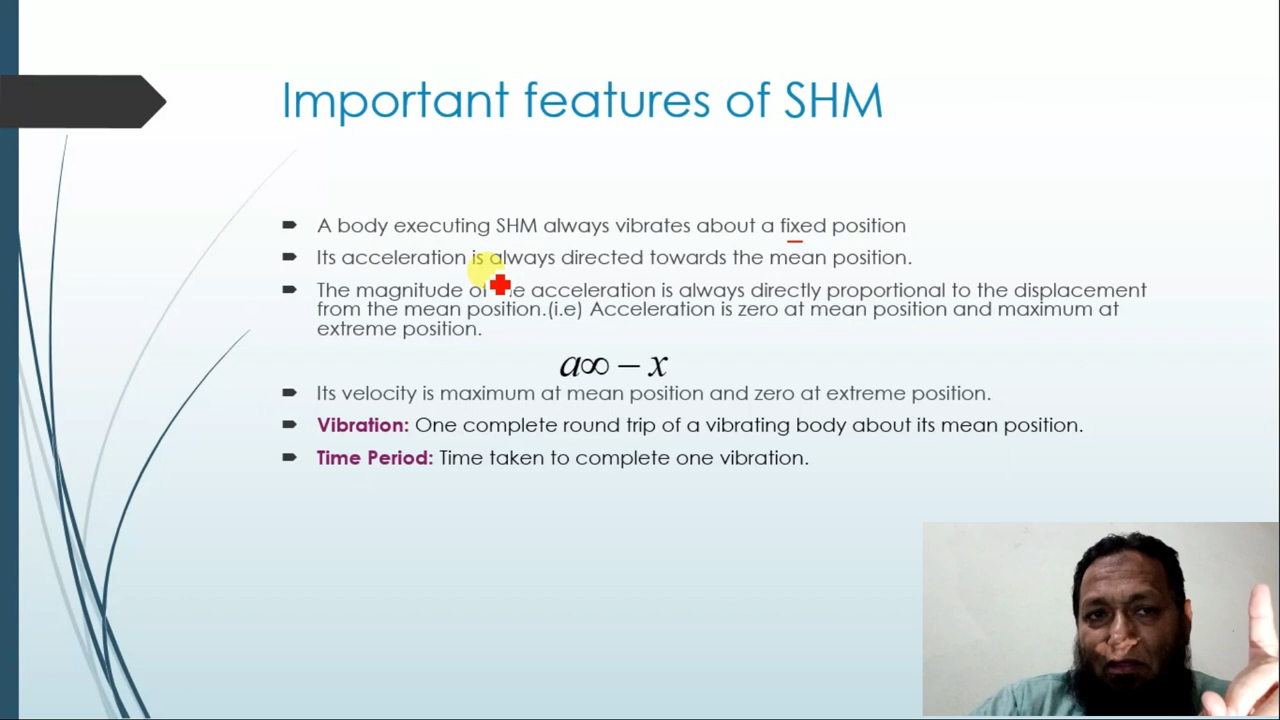 Important features of SHM
A body executing SHM always vibrates about a fixed position
Its acceleration is always directed towards the mean position.
The magnitude of e acceleration is always directly proportional to the displacement
from the mean position.(i.e) Acceleration is zero at mean position and maximum at
extreme position.
a∞ − x
Its velocity is maximum at mean position and zero at extreme position.
Vibration: One complete round trip of a vibrating body about its mean position.
Time Period: Time taken to complete one vibration.